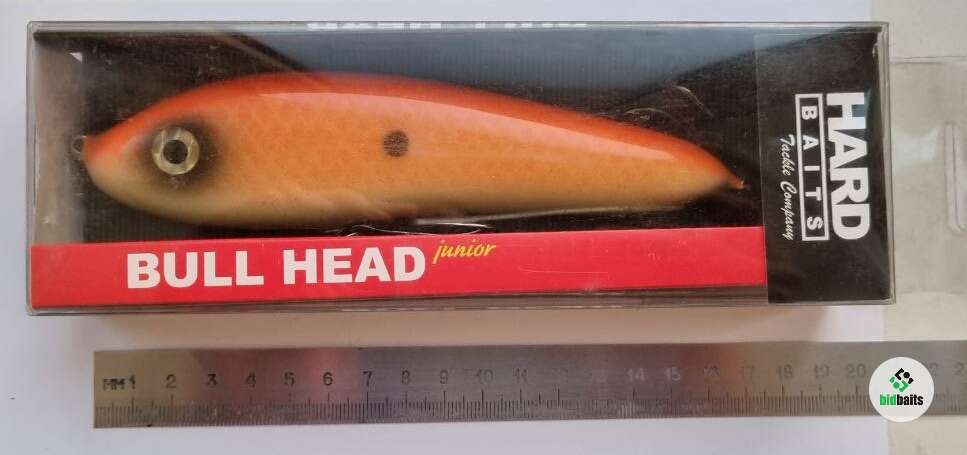 HARD
BAITS
Tackle Company
BULL HEAD junior
MM 1 2 3 4 5 6 7 8 9 10 11 14 15 16 17 18 19 20
bidbaits